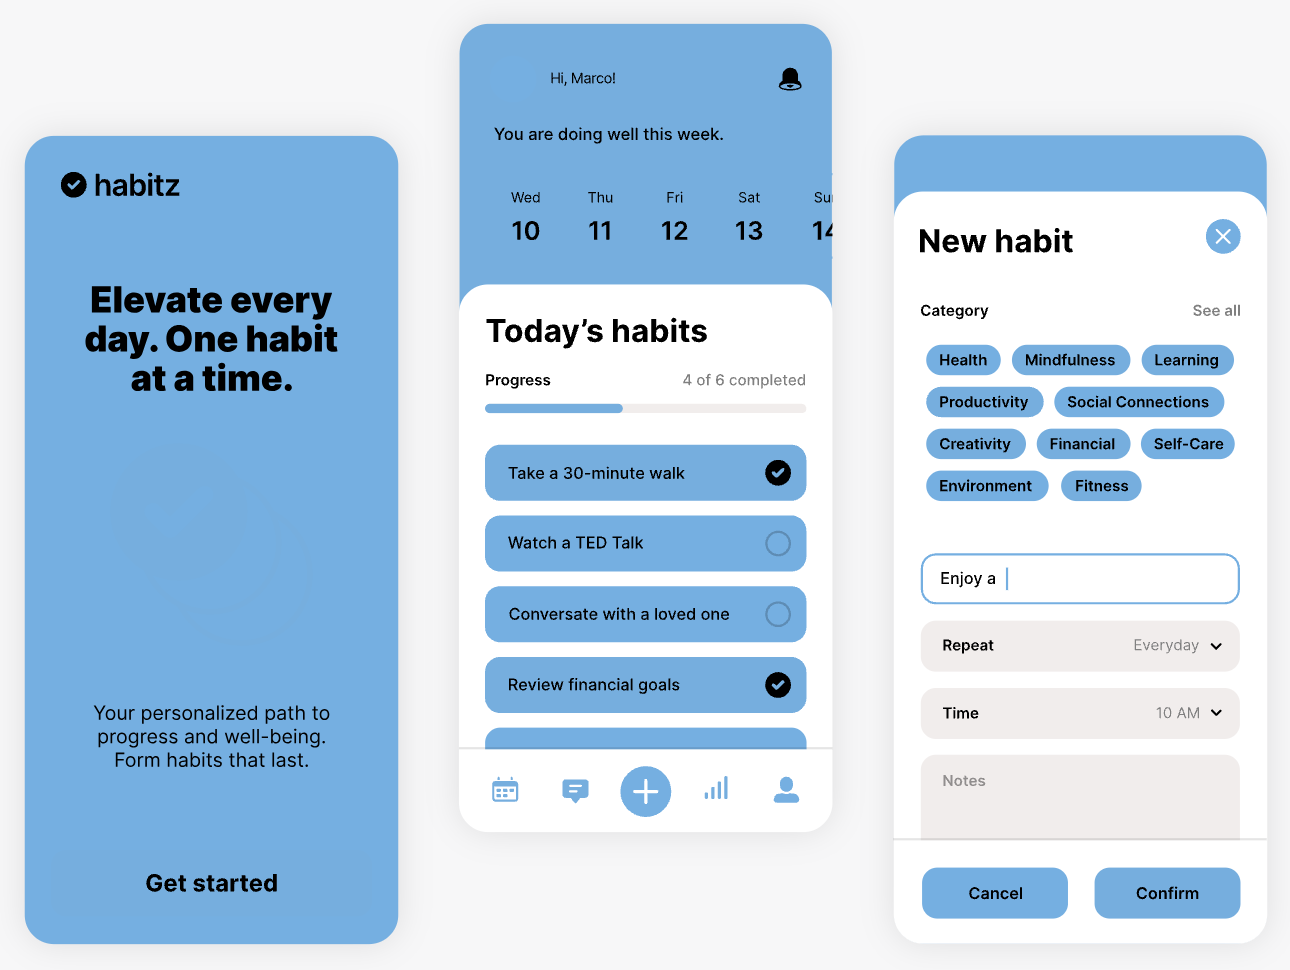 habitz
Elevate every
day. One habit
at a time.
Your personalized path to
progress and well-being.
Form habits that last.
Get started
Hi, Marco!
You are doing well this week.
Wed Thu Fri Sat Sun
10 11 12 13 14
Today’s habits
Progress 4 of 6 completed
Take a 30-minute walk
Watch a TED Talk
Conversate with a loved one
Review financial goals
New habit
Category See all
Health Mindfulness Learning
Productivity Social Connections
Creativity Financial Self-Care
Environment Fitness
Enjoy a
Repeat Everyday
Time 10 AM
Notes
Cancel Confirm